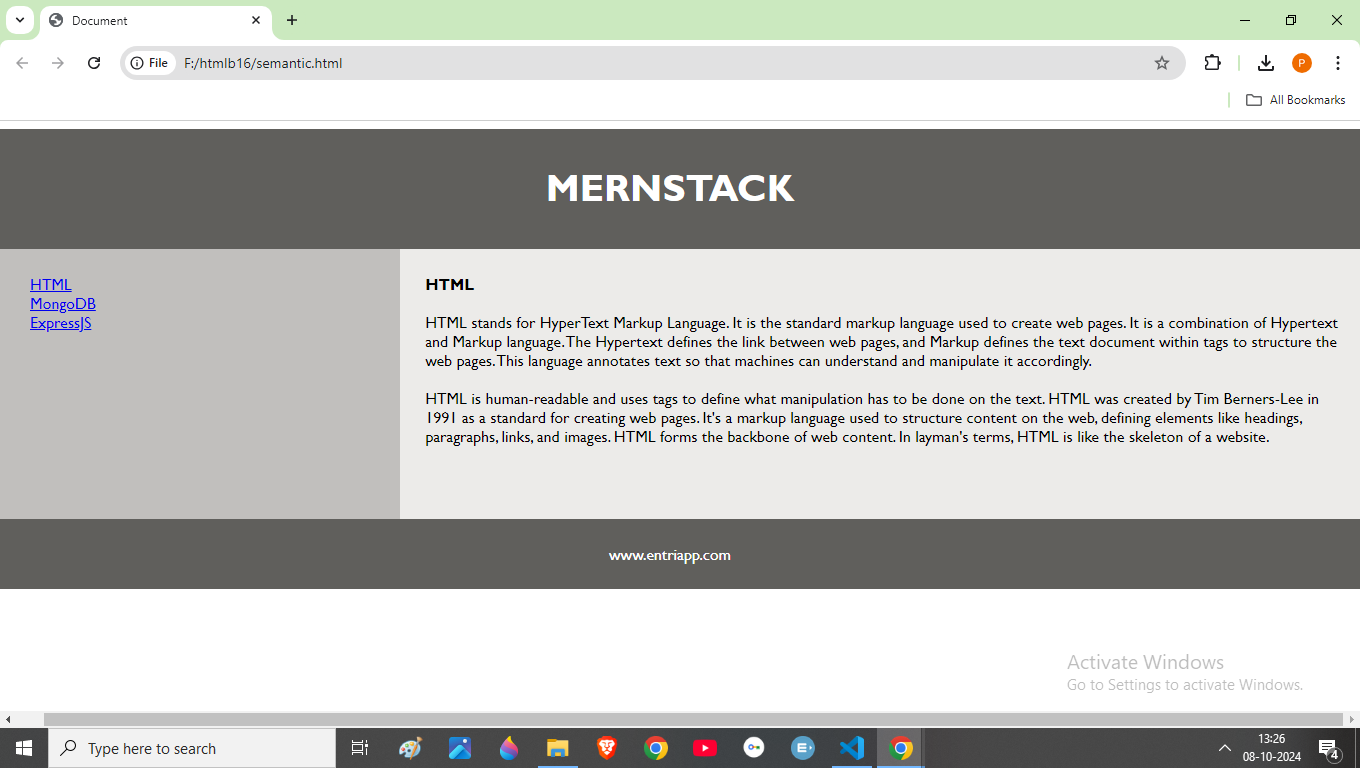 Document
File
F:/htmlb16/semantic.html
P
All Bookmarks
MERNSTACK
HTML
MongoDB
ExpressJS
HTML
HTML stands for HyperText Markup Language. It is the standard markup language used to create web pages. It is a combination of Hypertext
and Markup language. The Hypertext defines the link between web pages, and Markup defines the text document within tags to structure the
web pages. This language annotates text so that machines can understand and manipulate it accordingly.
HTML is human-readable and uses tags to define what manipulation has to be done on the text. HTML was created by Tim Berners-Lee in
1991 as a standard for creating web pages. It's a markup language used to structure content on the web, defining elements like headings,
paragraphs, links, and images. HTML forms the backbone of web content. In layman's terms, HTML is like the skeleton of a website.
www.entriapp.com
Activate Windows
Go to Settings to activate Windows.
Type here to search
E
13:26
08-10-2024
4